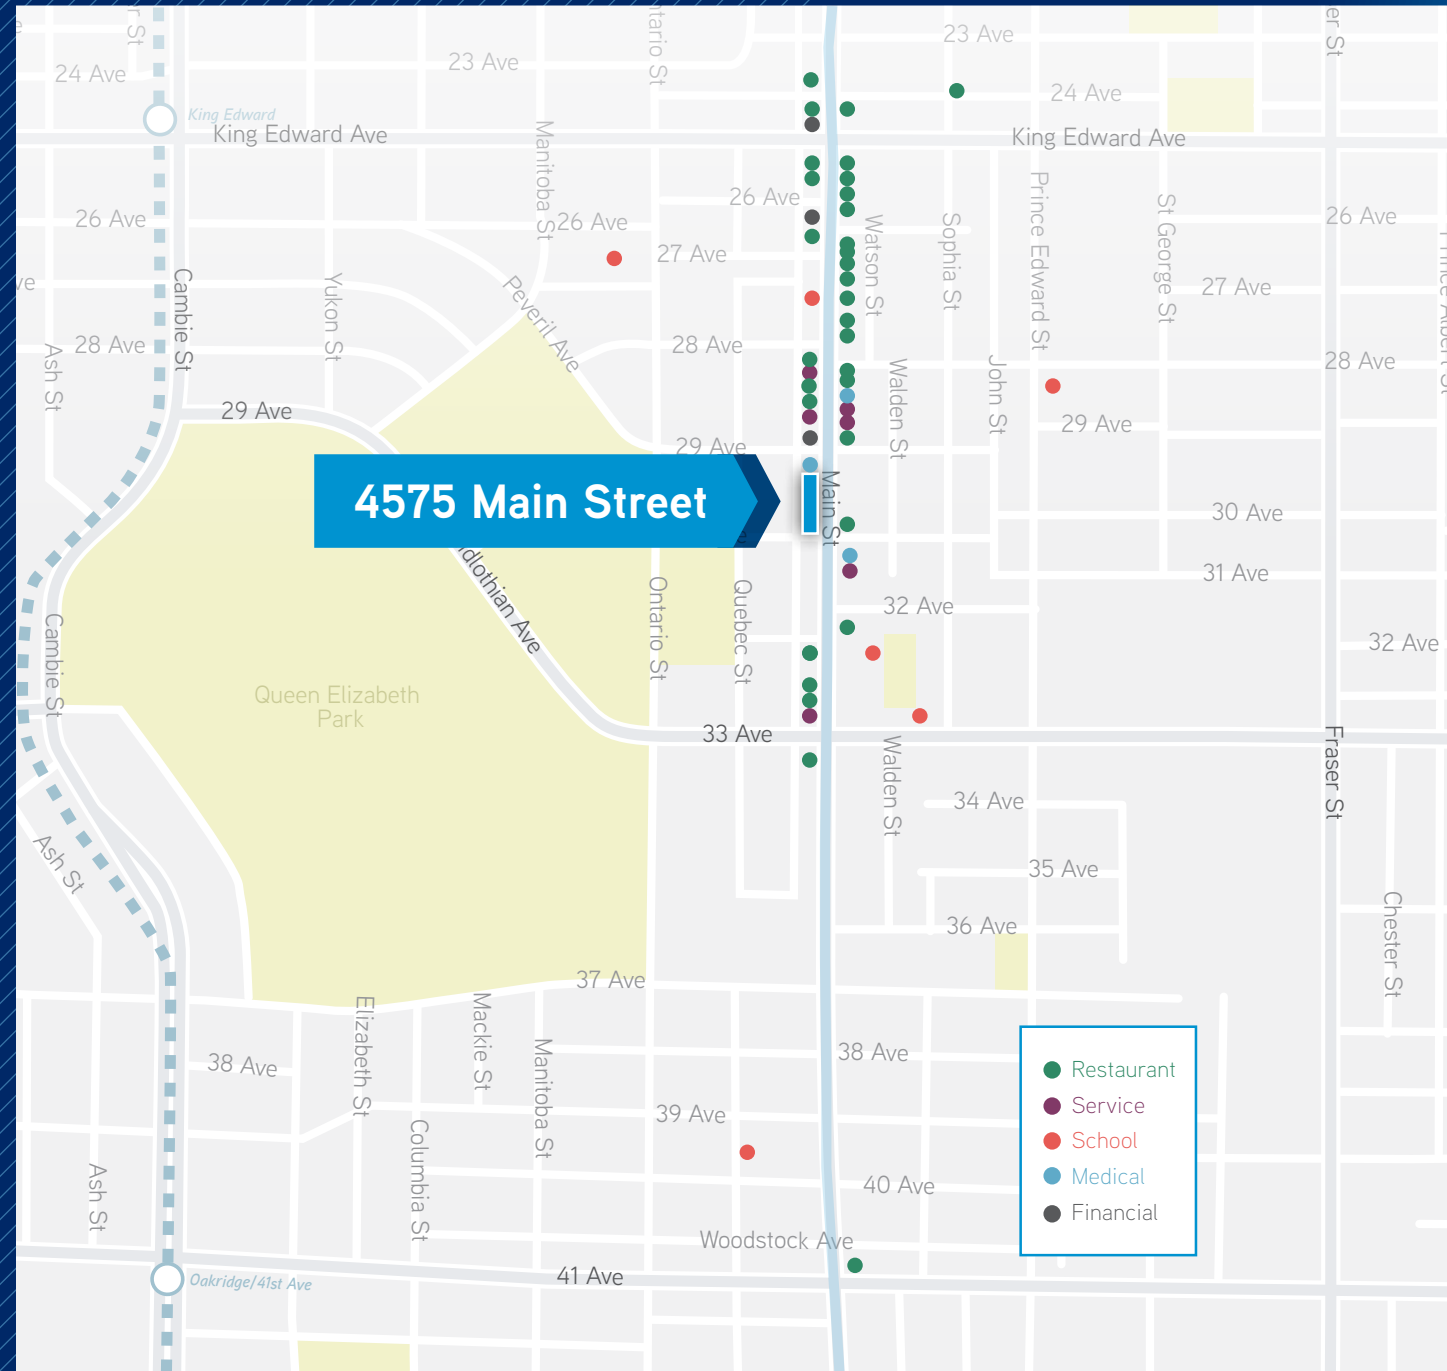 23 Ave
23 Ave
24 Ave
24 Ave
King Edward
King Edward Ave
King Edward Ave
Manitoba St
26 Ave
26 Ave
26 Ave
26 Ave
27 Ave
27 Ave
Watson St
Sophia St
Prince Edward St
St George St
Cambie St
Yukon St
Peveril Ave
28 Ave
28 Ave
28 Ave
Ash St
Walden St
John St
29 Ave
29 Ave
29 Ave
4575 Main Street
Main St
30 Ave
31 Ave
32 Ave
32 Ave
Cambie St
Ontario St
Quebec St
Queen Elizabeth
Park
33 Ave
Walden St
Fraser St
34 Ave
Ash St
35 Ave
36 Ave
Chester St
37 Ave
Elizabeth St
Mackie St
Manitoba St
38 Ave
38 Ave
39 Ave
Columbia St
Ash St
40 Ave
Woodstock Ave
41 Ave
Oakridge/41st Ave
Restaurant
Service
School
Medical
Financial